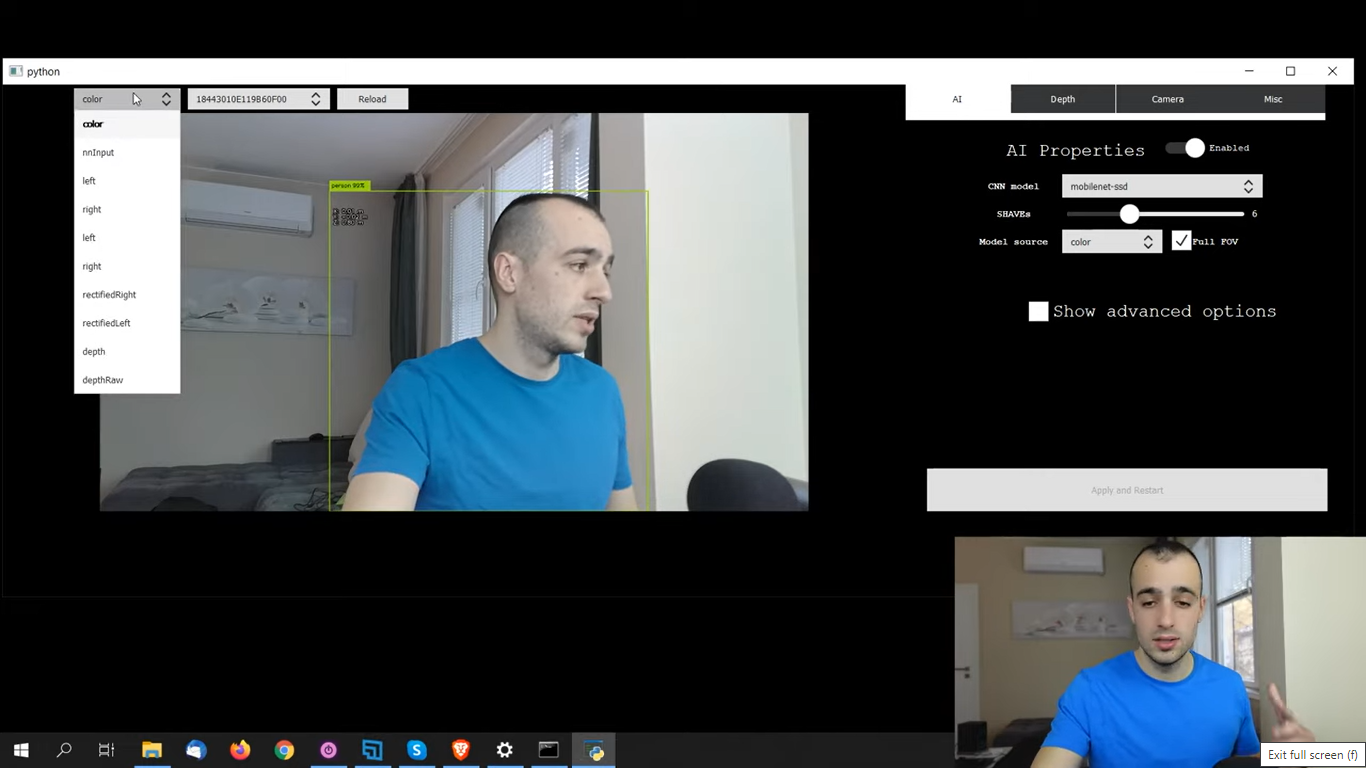 python
color
18443010E119B60F00
Reload
color
nnInput
left
right
left
right
rectifiedRight
rectifiedLeft
depth
depthRaw
person 99%
AI
Depth
Camera
Misc
AI Properties
Enabled
CNN model
mobilenet-ssd
SHAVEs
6
Model source
color
Full FOV
Show advanced options
Apply and Restart
Exit full screen (f)